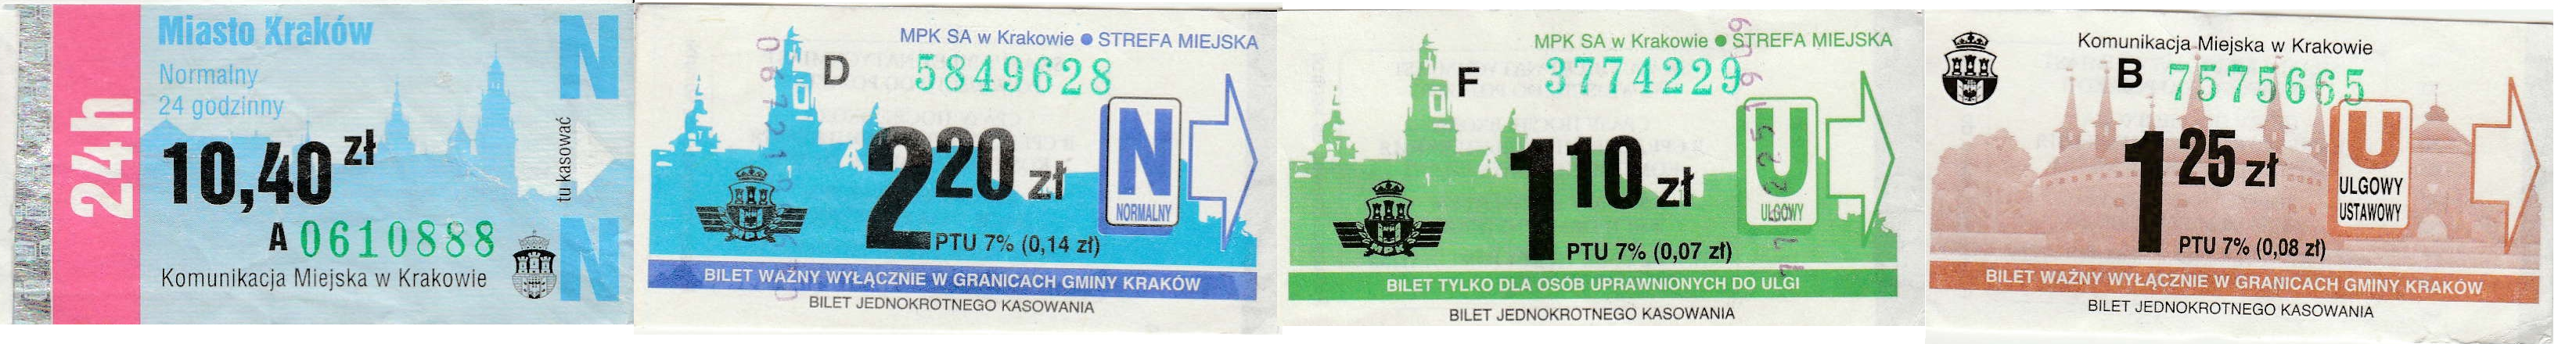 24h
Miasto Kraków
Normalny
24 godzinny
10,40 zł
A 0610888
Komunikacja Miejska w Krakowie
N
tu kasować
N
MPK SA w Krakowie ● STREFA MIEJSKA
D 5849628
2 20 zł
N
NORMALNY
PTU 7% (0,14 zł)
BILET WAŻNY WYŁĄCZNIE W GRANICACH GMINY KRAKÓW
BILET JEDNOKROTNEGO KASOWANIA
MPK SA w Krakowie ● STREFA MIEJSKA
F 3774229
1 10 zł
U
ULGOWY
MPK
PTU 7% (0,07 zł)
BILET TYLKO DLA OSÓB UPRAWNIONYCH DO ULGI
BILET JEDNOKROTNEGO KASOWANIA
Komunikacja Miejska w Krakowie
B 7575665
1 25 zł
U
ULGOWY
USTAWOWY
PTU 7% (0,08 zł)
BILET WAŻNY WYŁĄCZNIE W GRANICACH GMINY KRAKÓW
BILET JEDNOKROTNEGO KASOWANIA